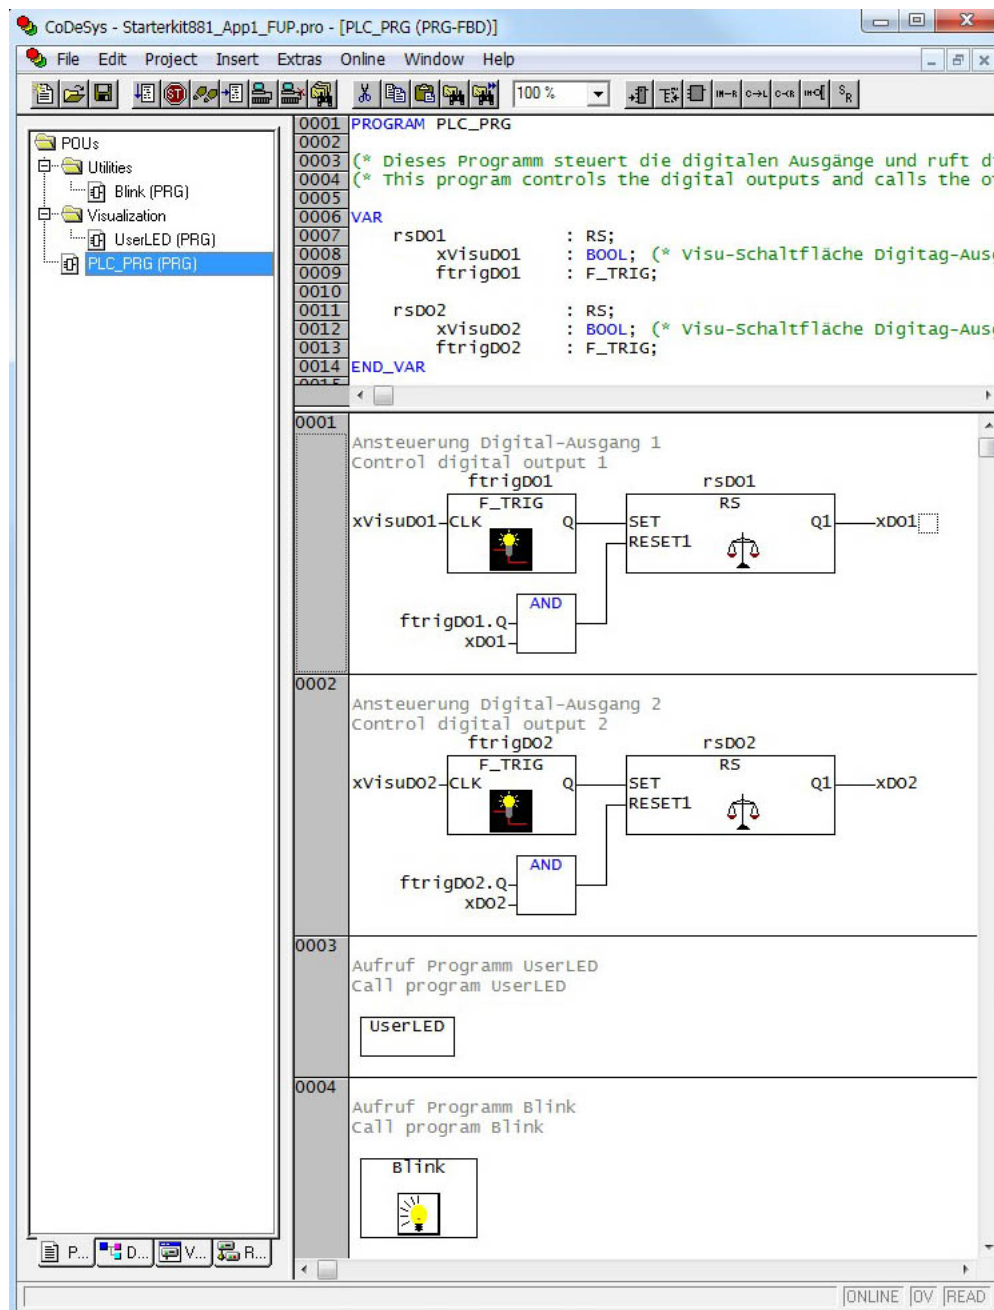 CoDeSys - Starterkit881_App1_FUP.pro - [PLC_PRG (PRG-FBD)]
File Edit Project Insert Extras Online Window Help
100 %
POUs
Utilities
Blink (PRG)
Visualization
UserLED (PRG)
PLC_PRG (PRG)
P... D... V... R...
0001 PROGRAM PLC_PRG
0002
0003 (* Dieses Programm steuert die digitalen Ausgänge und ruft
0004 (* This program controls the digital outputs and calls the
0005
0006 VAR
0007 rsDO1 : RS;
0008 xVisuDO1 : BOOL; (* Visu-Schaltfläche Digitag-Aus
0009 ftrigDO1 : F_TRIG;
0010
0011 rsDO2 : RS;
0012 xVisuDO2 : BOOL; (* Visu-Schaltfläche Digitag-Aus
0013 ftrigDO2 : F_TRIG;
0014 END_VAR
0015
0001
Ansteuerung Digital-Ausgang 1
Control digital output 1
ftrigDO1 rsDO1
F_TRIG RS
xVisuDO1 CLK Q SET Q1 xDO1
RESET1
AND
ftrigDO1.Q
xDO1
0002
Ansteuerung Digital-Ausgang 2
Control digital output 2
ftrigDO2 rsDO2
F_TRIG RS
xVisuDO2 CLK Q SET Q1 xDO2
RESET1
AND
ftrigDO2.Q
xDO2
0003
Aufruf Programm UserLED
Call program UserLED
UserLED
0004
Aufruf Programm Blink
Call program Blink
Blink
ONLINE OV READ